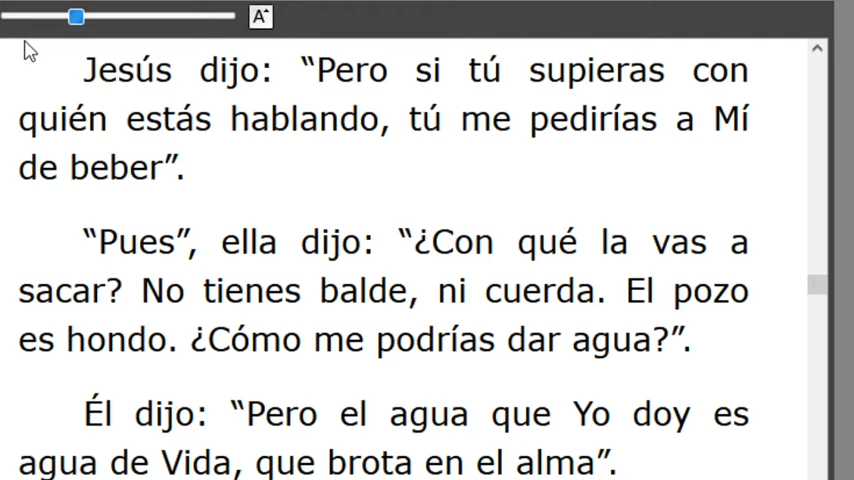 A
Jesús dijo: “Pero si tú supieras con
quién estás hablando, tú me pedirías a Mí
de beber”.
“Pues”, ella dijo: “¿Con qué la vas a
sacar? No tienes balde, ni cuerda. El pozo
es hondo. ¿Cómo me podrías dar agua?”.
Él dijo: “Pero el agua que Yo doy es
agua de Vida, que brota en el alma”.